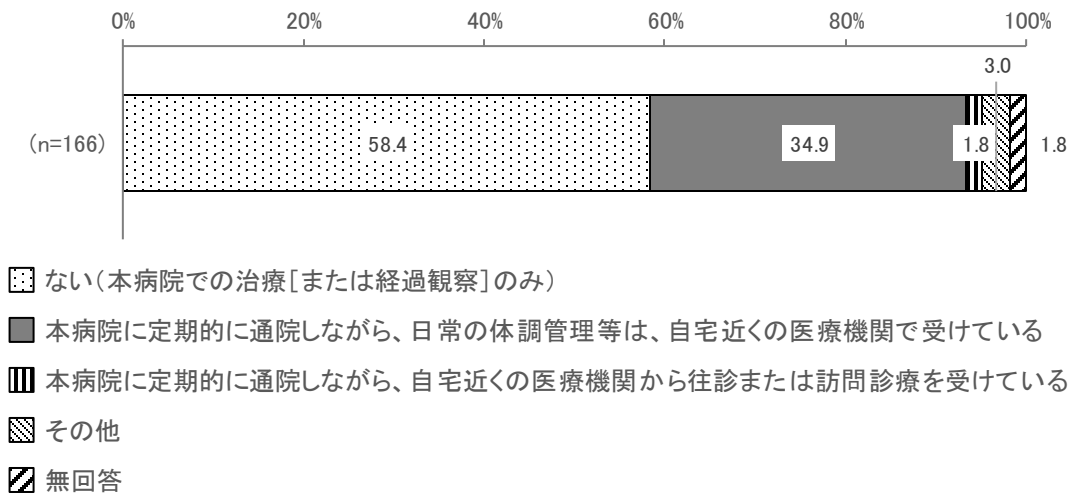 0% 20% 40% 60% 80% 100%
3.0
(n=166) 58.4 34.9 1.8 1.8
ない(本病院での治療[または経過観察]のみ)
本病院に定期的に通院しながら、日常の体調管理等は、自宅近くの医療機関で受けている
本病院に定期的に通院しながら、自宅近くの医療機関から往診または訪問診療を受けている
その他
無回答